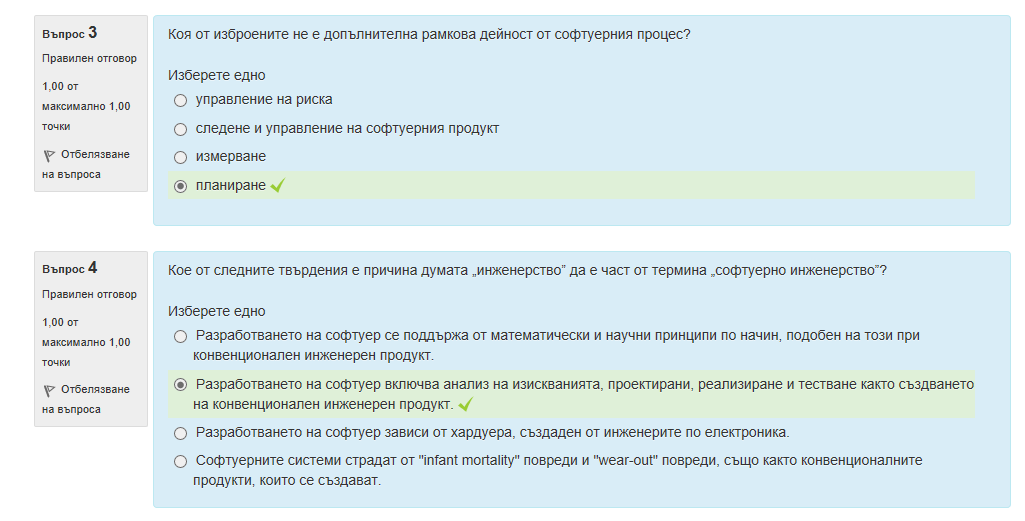 Въпрос 3
Правилен отговор
1,00 от
максимално 1,00
точки
Отбелязване
на въпроса
Коя от изброените не е допълнителна рамкова дейност от софтуерния процес?
Изберете едно
управление на риска
следене и управление на софтуерния продукт
измерване
планиране
Въпрос 4
Правилен отговор
1,00 от
максимално 1,00
точки
Отбелязване
на въпроса
Кое от следните твърдения е причина думата „инженерство” да е част от термина „софтуерно инженерство”?
Изберете едно
Разработването на софтуер се поддържа от математически и научни принципи по начин, подобен на този при
конвенционален инженерен продукт.
Разработването на софтуер включва анализ на изискванията, проектирани, реализиране и тестване както създването
на конвенционален инженерен продукт.
Разработването на софтуер зависи от хардуера, създаден от инженерите по електроника.
Софтуерните системи страдат от "infant mortality" повреди и "wear-out" повреди, също както конвенционалните
продукти, които се създават.